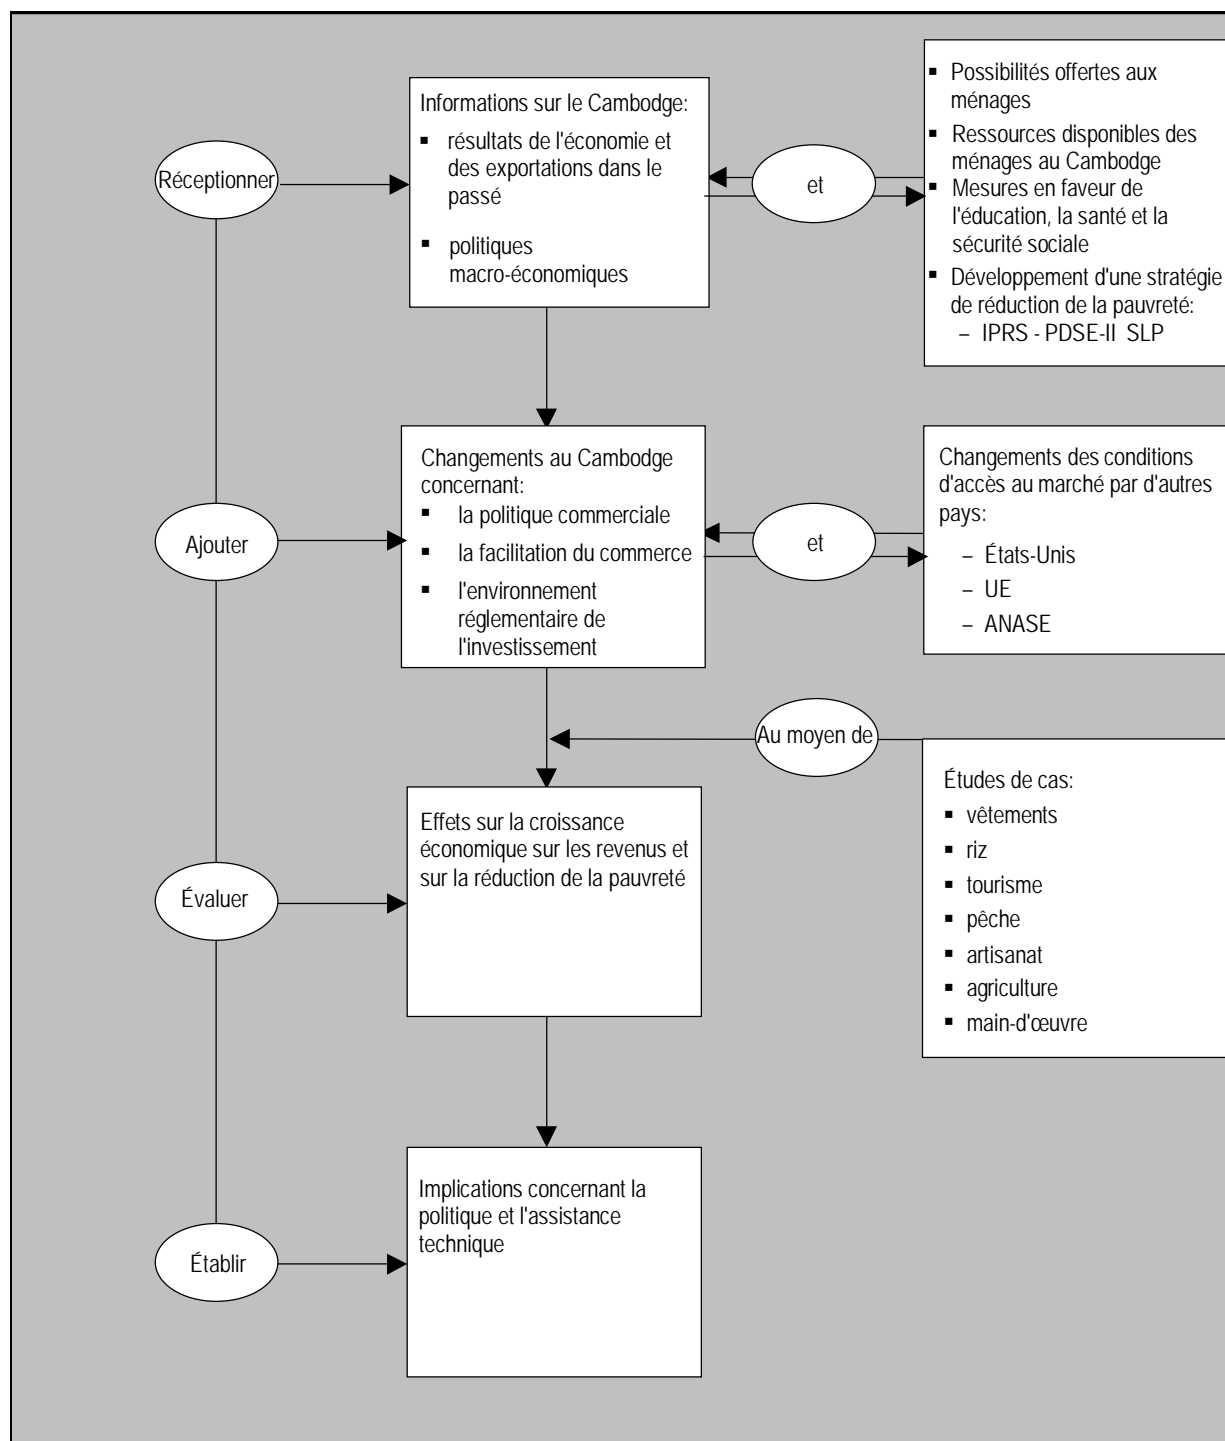 Réceptionner
Informations sur le Cambodge:
▪ résultats de l'économie et
des exportations dans le
passé
▪ politiques
macro-économiques
et
▪ Possibilités offertes aux
ménages
▪ Ressources disponibles des
ménages au Cambodge
▪ Mesures en faveur de
l'éducation, la santé et la
sécurité sociale
▪ Développement d'une stratégie
de réduction de la pauvreté:
– IPRS - PDSE-II SLP
Ajouter
Changements au Cambodge
concernant:
▪ la politique commerciale
▪ la facilitation du commerce
▪ l'environnement
réglementaire de
l'investissement
et
Changements des conditions
d'accès au marché par d'autres
pays:
– États-Unis
– UE
– ANASE
Au moyen de
Études de cas:
▪ vêtements
▪ riz
▪ tourisme
▪ pêche
▪ artisanat
▪ agriculture
▪ main-d'œuvre
Évaluer
Effets sur la croissance
économique sur les revenus et
sur la réduction de la pauvreté
Établir
Implications concernant la
politique et l'assistance
technique